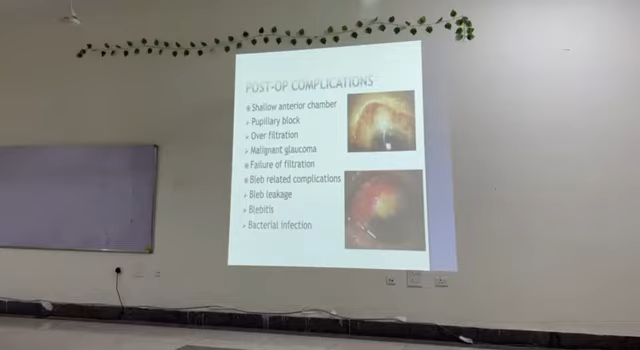 POST-OP COMPLICATIONS
Shallow anterior chamber
Pupillary block
Over filtration
Malignant glaucoma
Failure of filtration
Bleb related complications
Bleb leakage
Blebitis
Bacterial infection